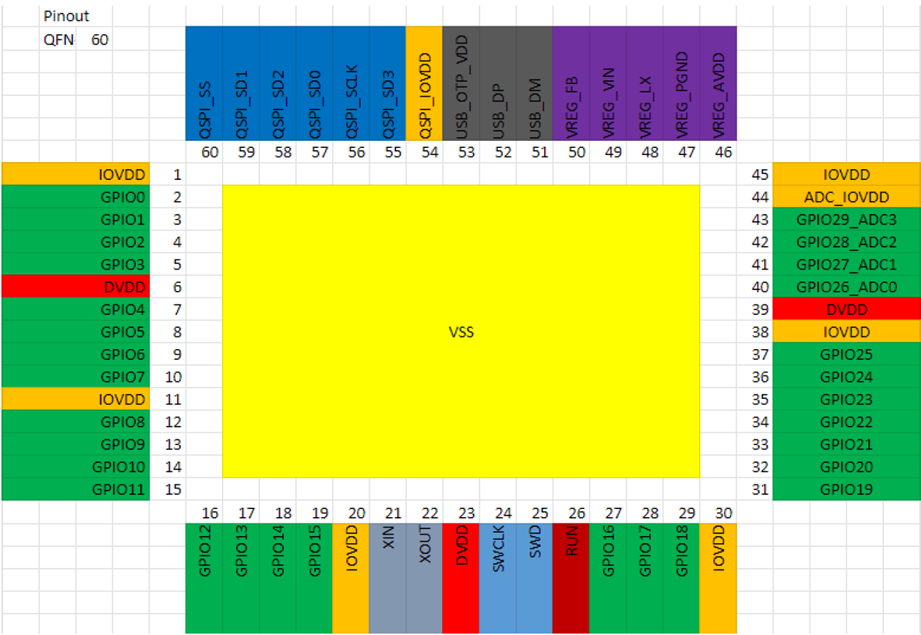 Pinout
QFN 60
QSPI_SS QSPI_SD1 QSPI_SD2 QSPI_SD0 QSPI_SCLK QSPI_SD3 QSPI_IOVDD USB_OTP_VDD USB_DP USB_DM VREG_FB VREG_VIN VREG_LX VREG_PGND VREG_AVDD
60 59 58 57 56 55 54 53 52 51 50 49 48 47 46
IOVDD 1 45 IOVDD
GPIO0 2 44 ADC_IOVDD
GPIO1 3 43 GPIO29_ADC3
GPIO2 4 42 GPIO28_ADC2
GPIO3 5 41 GPIO27_ADC1
DVDD 6 40 GPIO26_ADC0
GPIO4 7 39 DVDD
GPIO5 8 VSS 38 IOVDD
GPIO6 9 37 GPIO25
GPIO7 10 36 GPIO24
IOVDD 11 35 GPIO23
GPIO8 12 34 GPIO22
GPIO9 13 33 GPIO21
GPIO10 14 32 GPIO20
GPIO11 15 31 GPIO19
16 17 18 19 20 21 22 23 24 25 26 27 28 29 30
GPIO12 GPIO13 GPIO14 GPIO15 IOVDD XIN XOUT DVDD SWCLK SWD RUN GPIO16 GPIO17 GPIO18 IOVDD